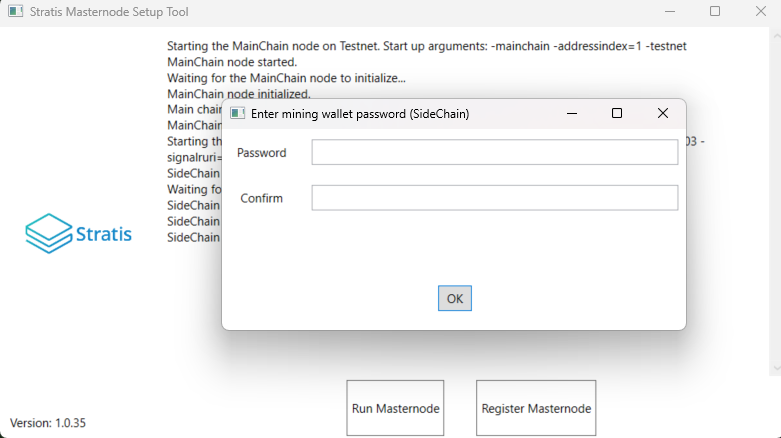 Stratis Masternode Setup Tool
Starting the MainChain node on Testnet. Start up arguments: -mainchain -addressindex=1 -testnet
MainChain node started.
Waiting for the MainChain node to initialize...
MainChain node initialized.
Main chain
MainChain
Starting the 03 -
signalruri=
SideChain
Waiting fo
SideChain
SideChain
SideChain
Enter mining wallet password (SideChain)
Password
Confirm
OK
Stratis
Run Masternode
Register Masternode
Version: 1.0.35